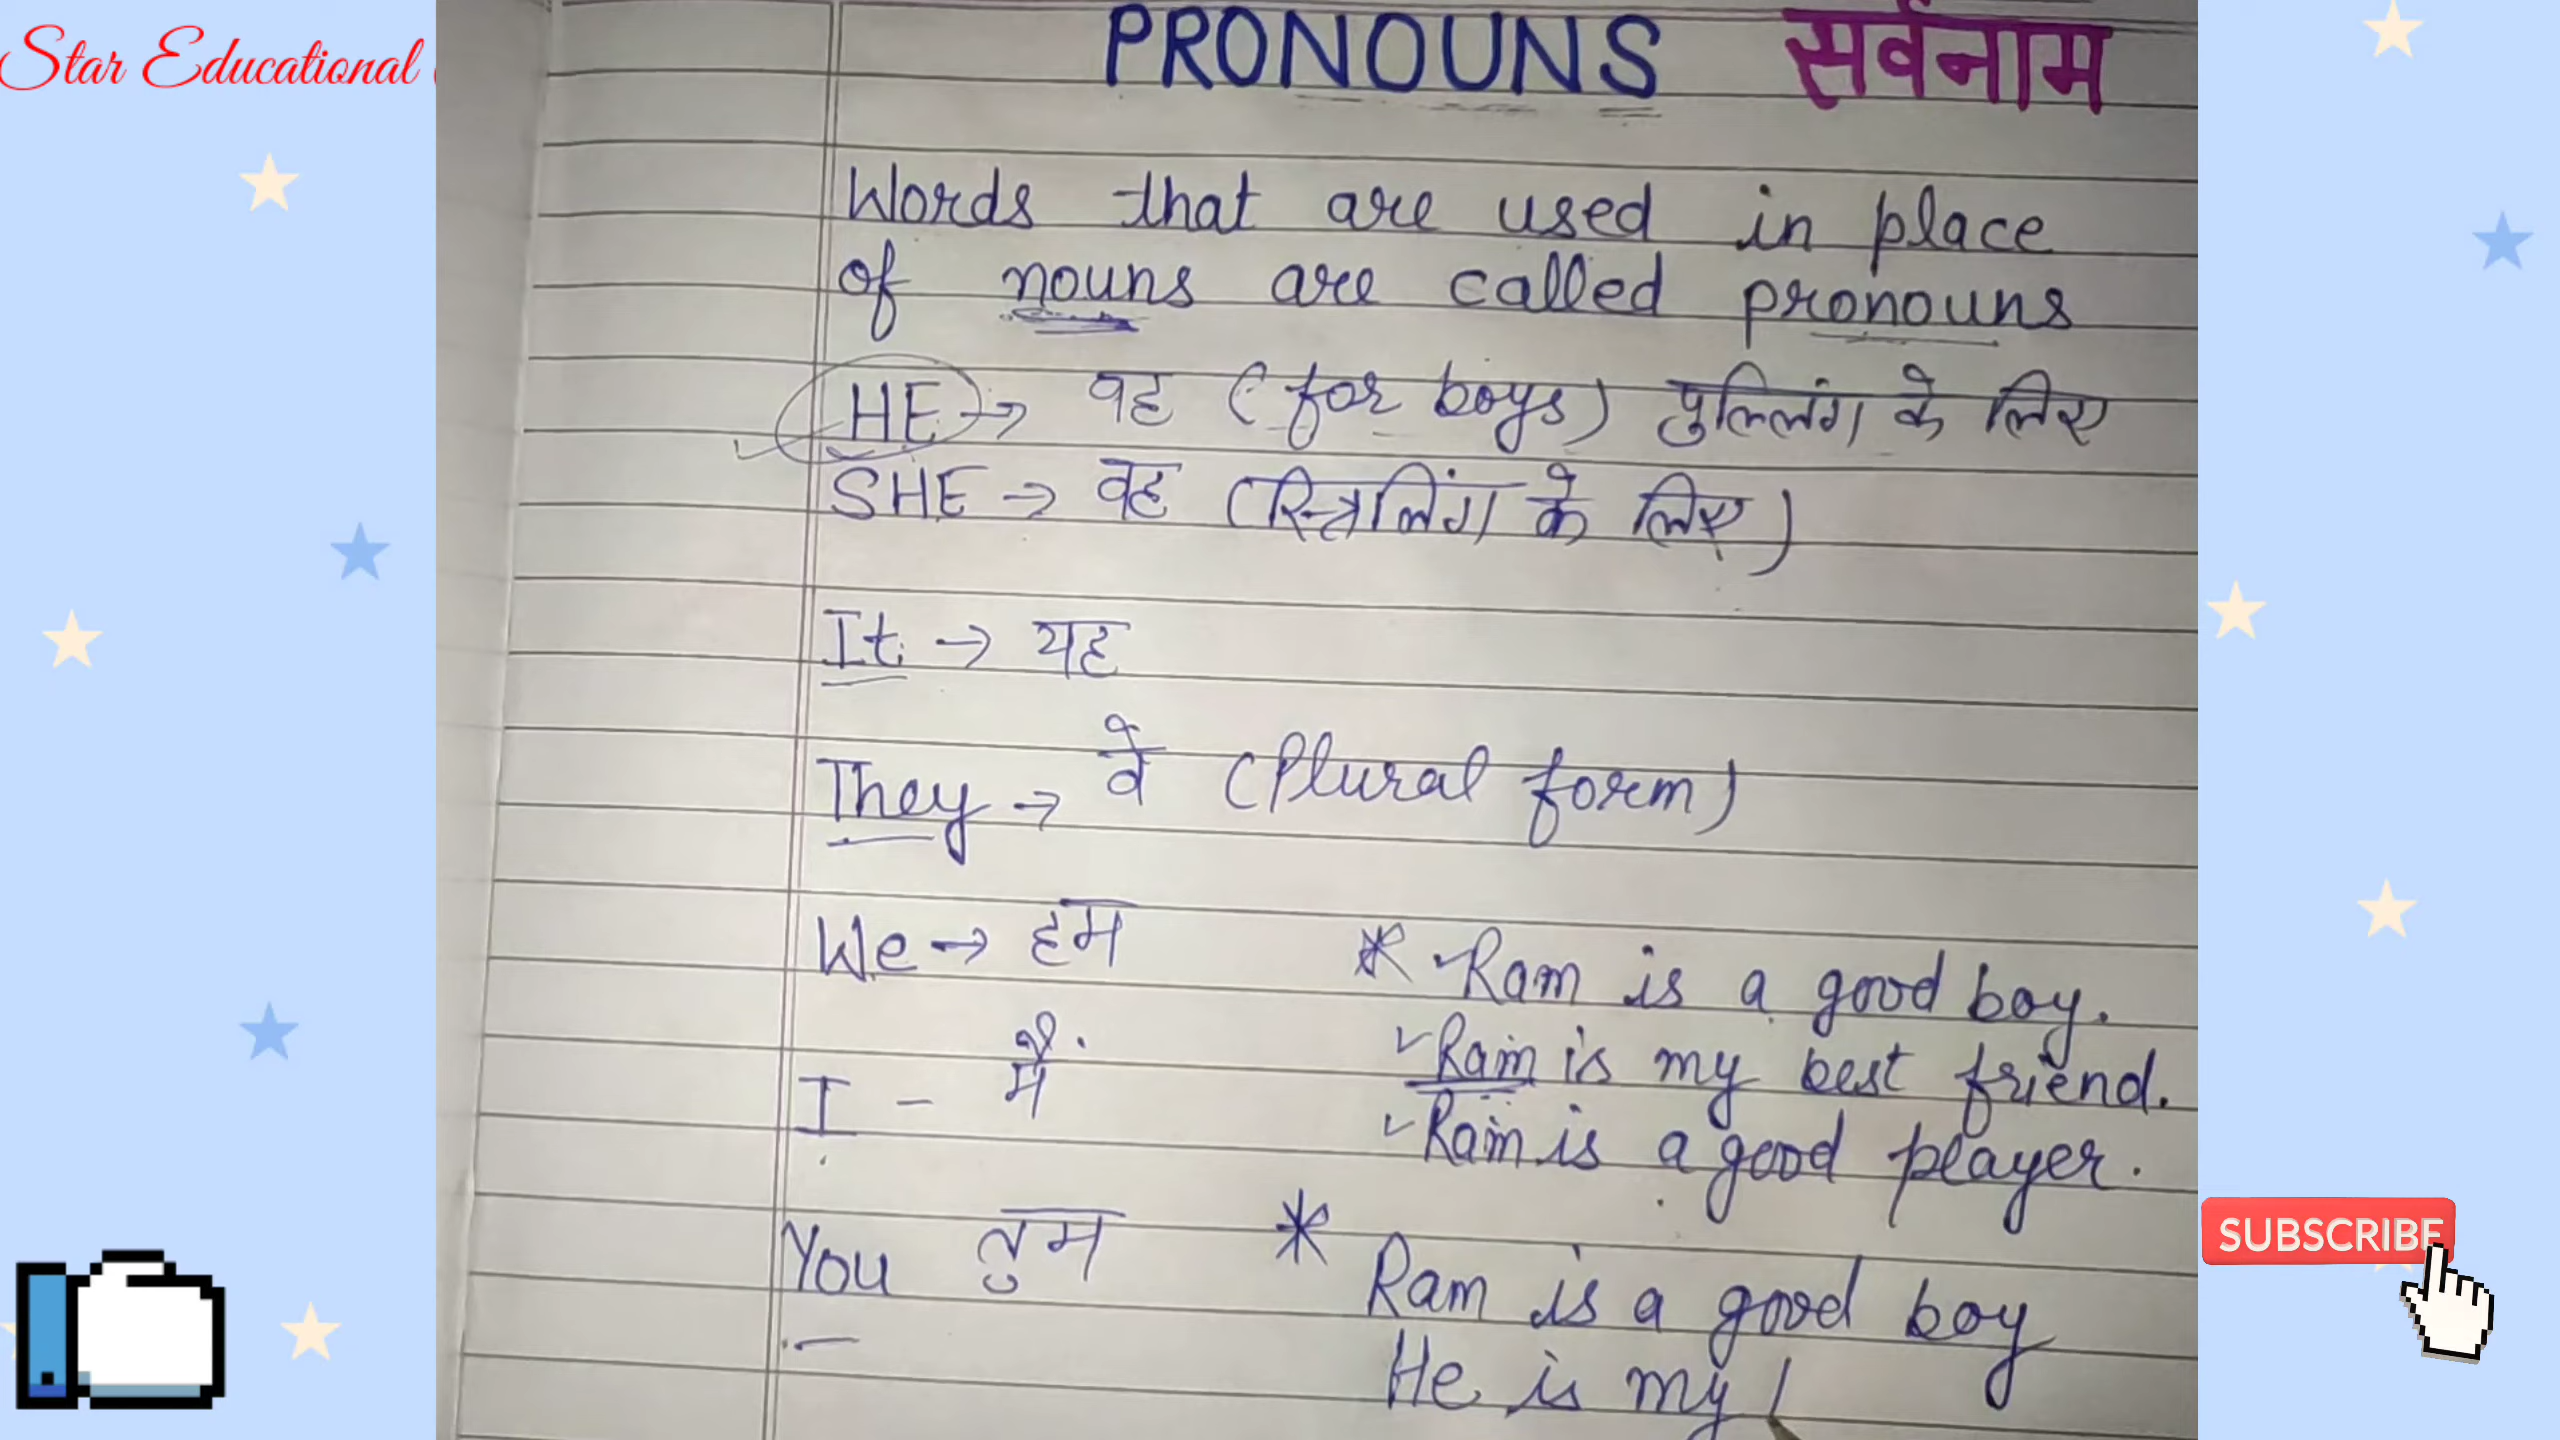 Star Educational
PRONOUNS सर्वनाम
Words that are used in place
of nouns are called pronouns
HE → वह (for boys) पुल्लिंग के लिए
SHE → वह (स्त्रिलिंग के लिए)
It → यह
They → वे (Plural form)
We → हम
I - मैं
You तुम
* Ram is a good boy.
Ram is my best friend.
Ram is a good player.
* Ram is a good boy
He is my
SUBSCRIBE